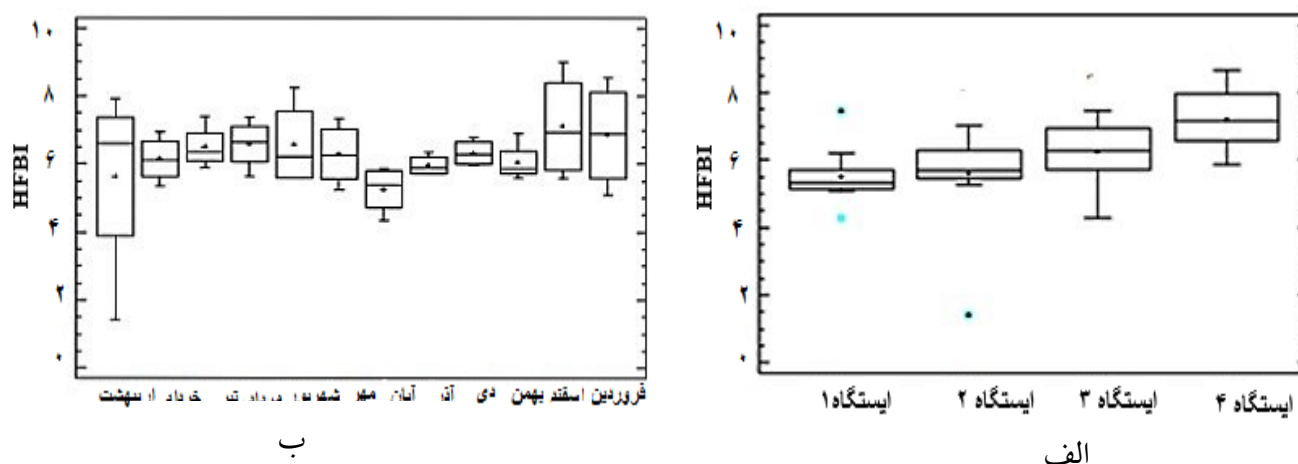 HFBI
۱۰
۸
۶
۴
۲
۰
ایستگاه۱ ایستگاه ۲ ایستگاه ۳ ایستگاه ۴
الف
HFBI
۱۰
۸
۶
۴
۲
۰
اردیبهشت خرداد تیر مرداد شهریور مهر آبان آذر دی بهمن اسفند فروردین
ب